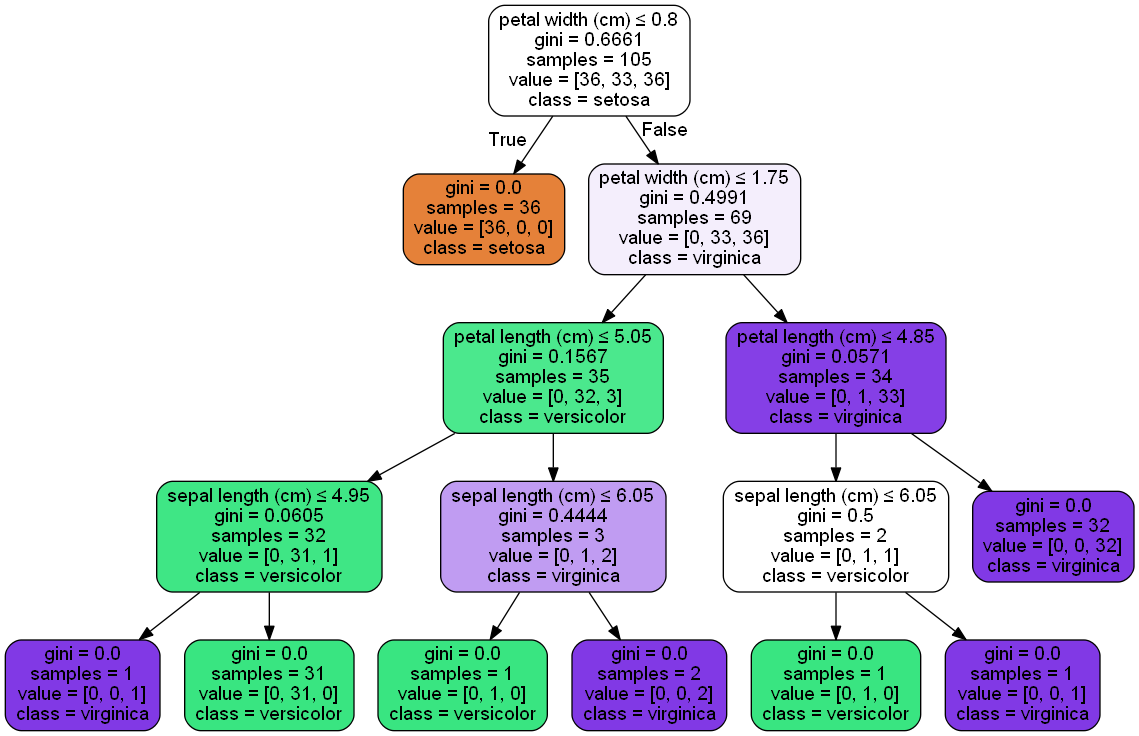 petal width (cm) ≤ 0.8
gini = 0.6661
samples = 105
value = [36, 33, 36]
class = setosa
True
False
gini = 0.0
samples = 36
value = [36, 0, 0]
class = setosa
petal width (cm) ≤ 1.75
gini = 0.4991
samples = 69
value = [0, 33, 36]
class = virginica
petal length (cm) ≤ 5.05
gini = 0.1567
samples = 35
value = [0, 32, 3]
class = versicolor
petal length (cm) ≤ 4.85
gini = 0.0571
samples = 34
value = [0, 1, 33]
class = virginica
sepal length (cm) ≤ 4.95
gini = 0.0605
samples = 32
value = [0, 31, 1]
class = versicolor
sepal length (cm) ≤ 6.05
gini = 0.4444
samples = 3
value = [0, 1, 2]
class = virginica
sepal length (cm) ≤ 6.05
gini = 0.5
samples = 2
value = [0, 1, 1]
class = versicolor
gini = 0.0
samples = 32
value = [0, 0, 32]
class = virginica
gini = 0.0
samples = 1
value = [0, 0, 1]
class = virginica
gini = 0.0
samples = 31
value = [0, 31, 0]
class = versicolor
gini = 0.0
samples = 1
value = [0, 1, 0]
class = versicolor
gini = 0.0
samples = 2
value = [0, 0, 2]
class = virginica
gini = 0.0
samples = 1
value = [0, 1, 0]
class = versicolor
gini = 0.0
samples = 1
value = [0, 0, 1]
class = virginica